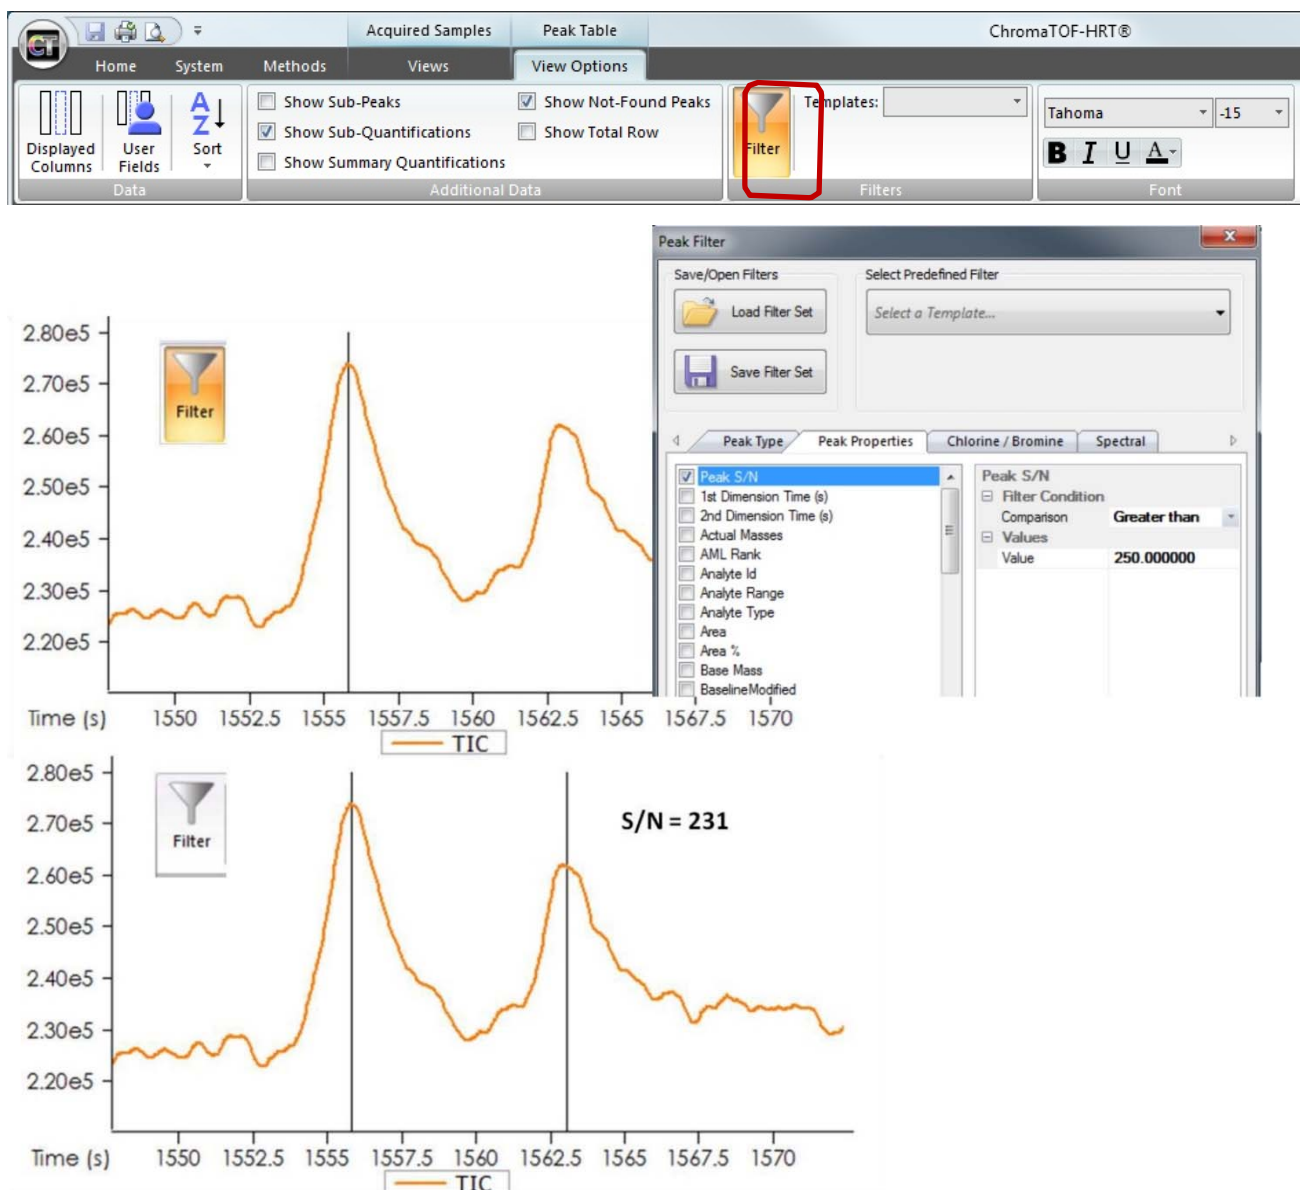 CT
Acquired Samples Peak Table ChromaTOF-HRT®
Home System Methods Views View Options
Show Sub-Peaks Show Not-Found Peaks Templates:
Show Sub-Quantifications Show Total Row
Show Summary Quantifications
Displayed Columns
User Fields
A Z Sort
Filter
Tahoma -15
B I U A
Data Additional Data Filters Font
Peak Filter
Save/Open Filters Select Predefined Filter
Load Filter Set Select a Template...
Save Filter Set
Peak Type Peak Properties Chlorine / Bromine Spectral
Peak S/N
1st Dimension Time (s)
2nd Dimension Time (s)
Actual Masses
AML Rank
Analyte Id
Analyte Range
Analyte Type
Area
Area %
Base Mass
BaselineModified
Peak S/N
Filter Condition
Comparison Greater than
Values
Value 250.000000
Filter
2.80e5
2.70e5
2.60e5
2.50e5
2.40e5
2.30e5
2.20e5
Time (s) 1550 1552.5 1555 1557.5 1560 1562.5 1565 1567.5 1570
TIC
Filter
S/N = 231
2.80e5
2.70e5
2.60e5
2.50e5
2.40e5
2.30e5
2.20e5
Time (s) 1550 1552.5 1555 1557.5 1560 1562.5 1565 1567.5 1570
TIC